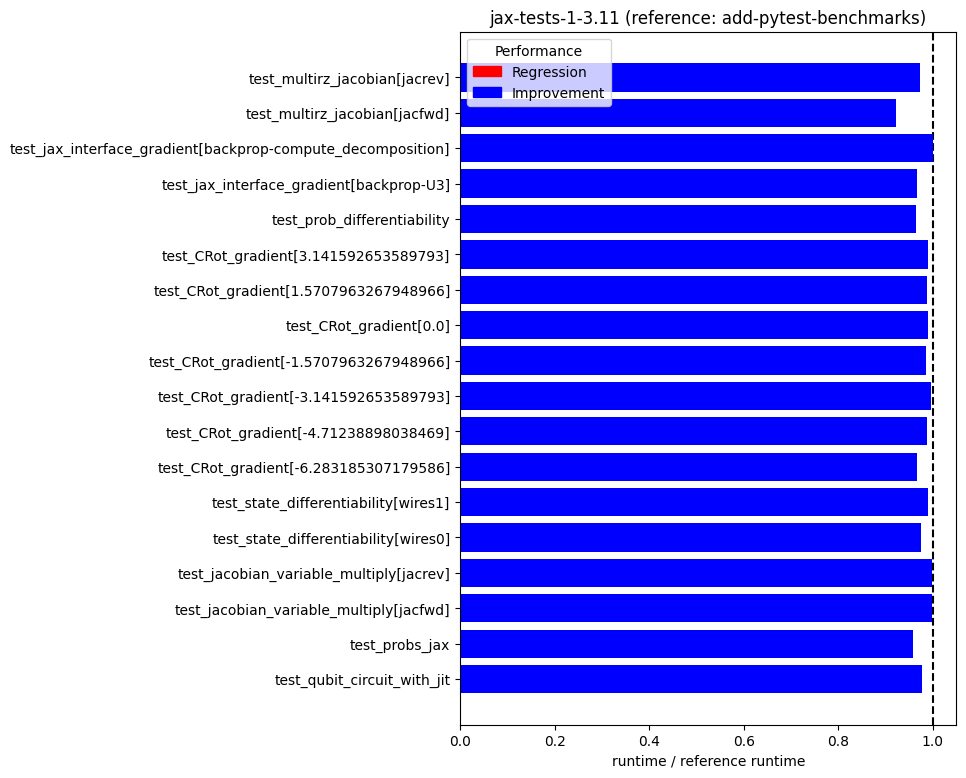 jax-tests-1-3.11 (reference: add-pytest-benchmarks)
Performance
Regression
Improvement
test_multirz_jacobian[jacrev]
test_multirz_jacobian[jacfwd]
test_jax_interface_gradient[backprop-compute_decomposition]
test_jax_interface_gradient[backprop-U3]
test_prob_differentiability
test_CRot_gradient[3.141592653589793]
test_CRot_gradient[1.5707963267948966]
test_CRot_gradient[0.0]
test_CRot_gradient[-1.5707963267948966]
test_CRot_gradient[-3.141592653589793]
test_CRot_gradient[-4.71238898038469]
test_CRot_gradient[-6.283185307179586]
test_state_differentiability[wires1]
test_state_differentiability[wires0]
test_jacobian_variable_multiply[jacrev]
test_jacobian_variable_multiply[jacfwd]
test_probs_jax
test_qubit_circuit_with_jit
0.0 0.2 0.4 0.6 0.8 1.0
runtime / reference runtime